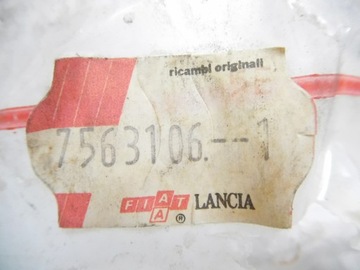 ricambi originali
7563106.--1
FIAT
A ® LANCIA